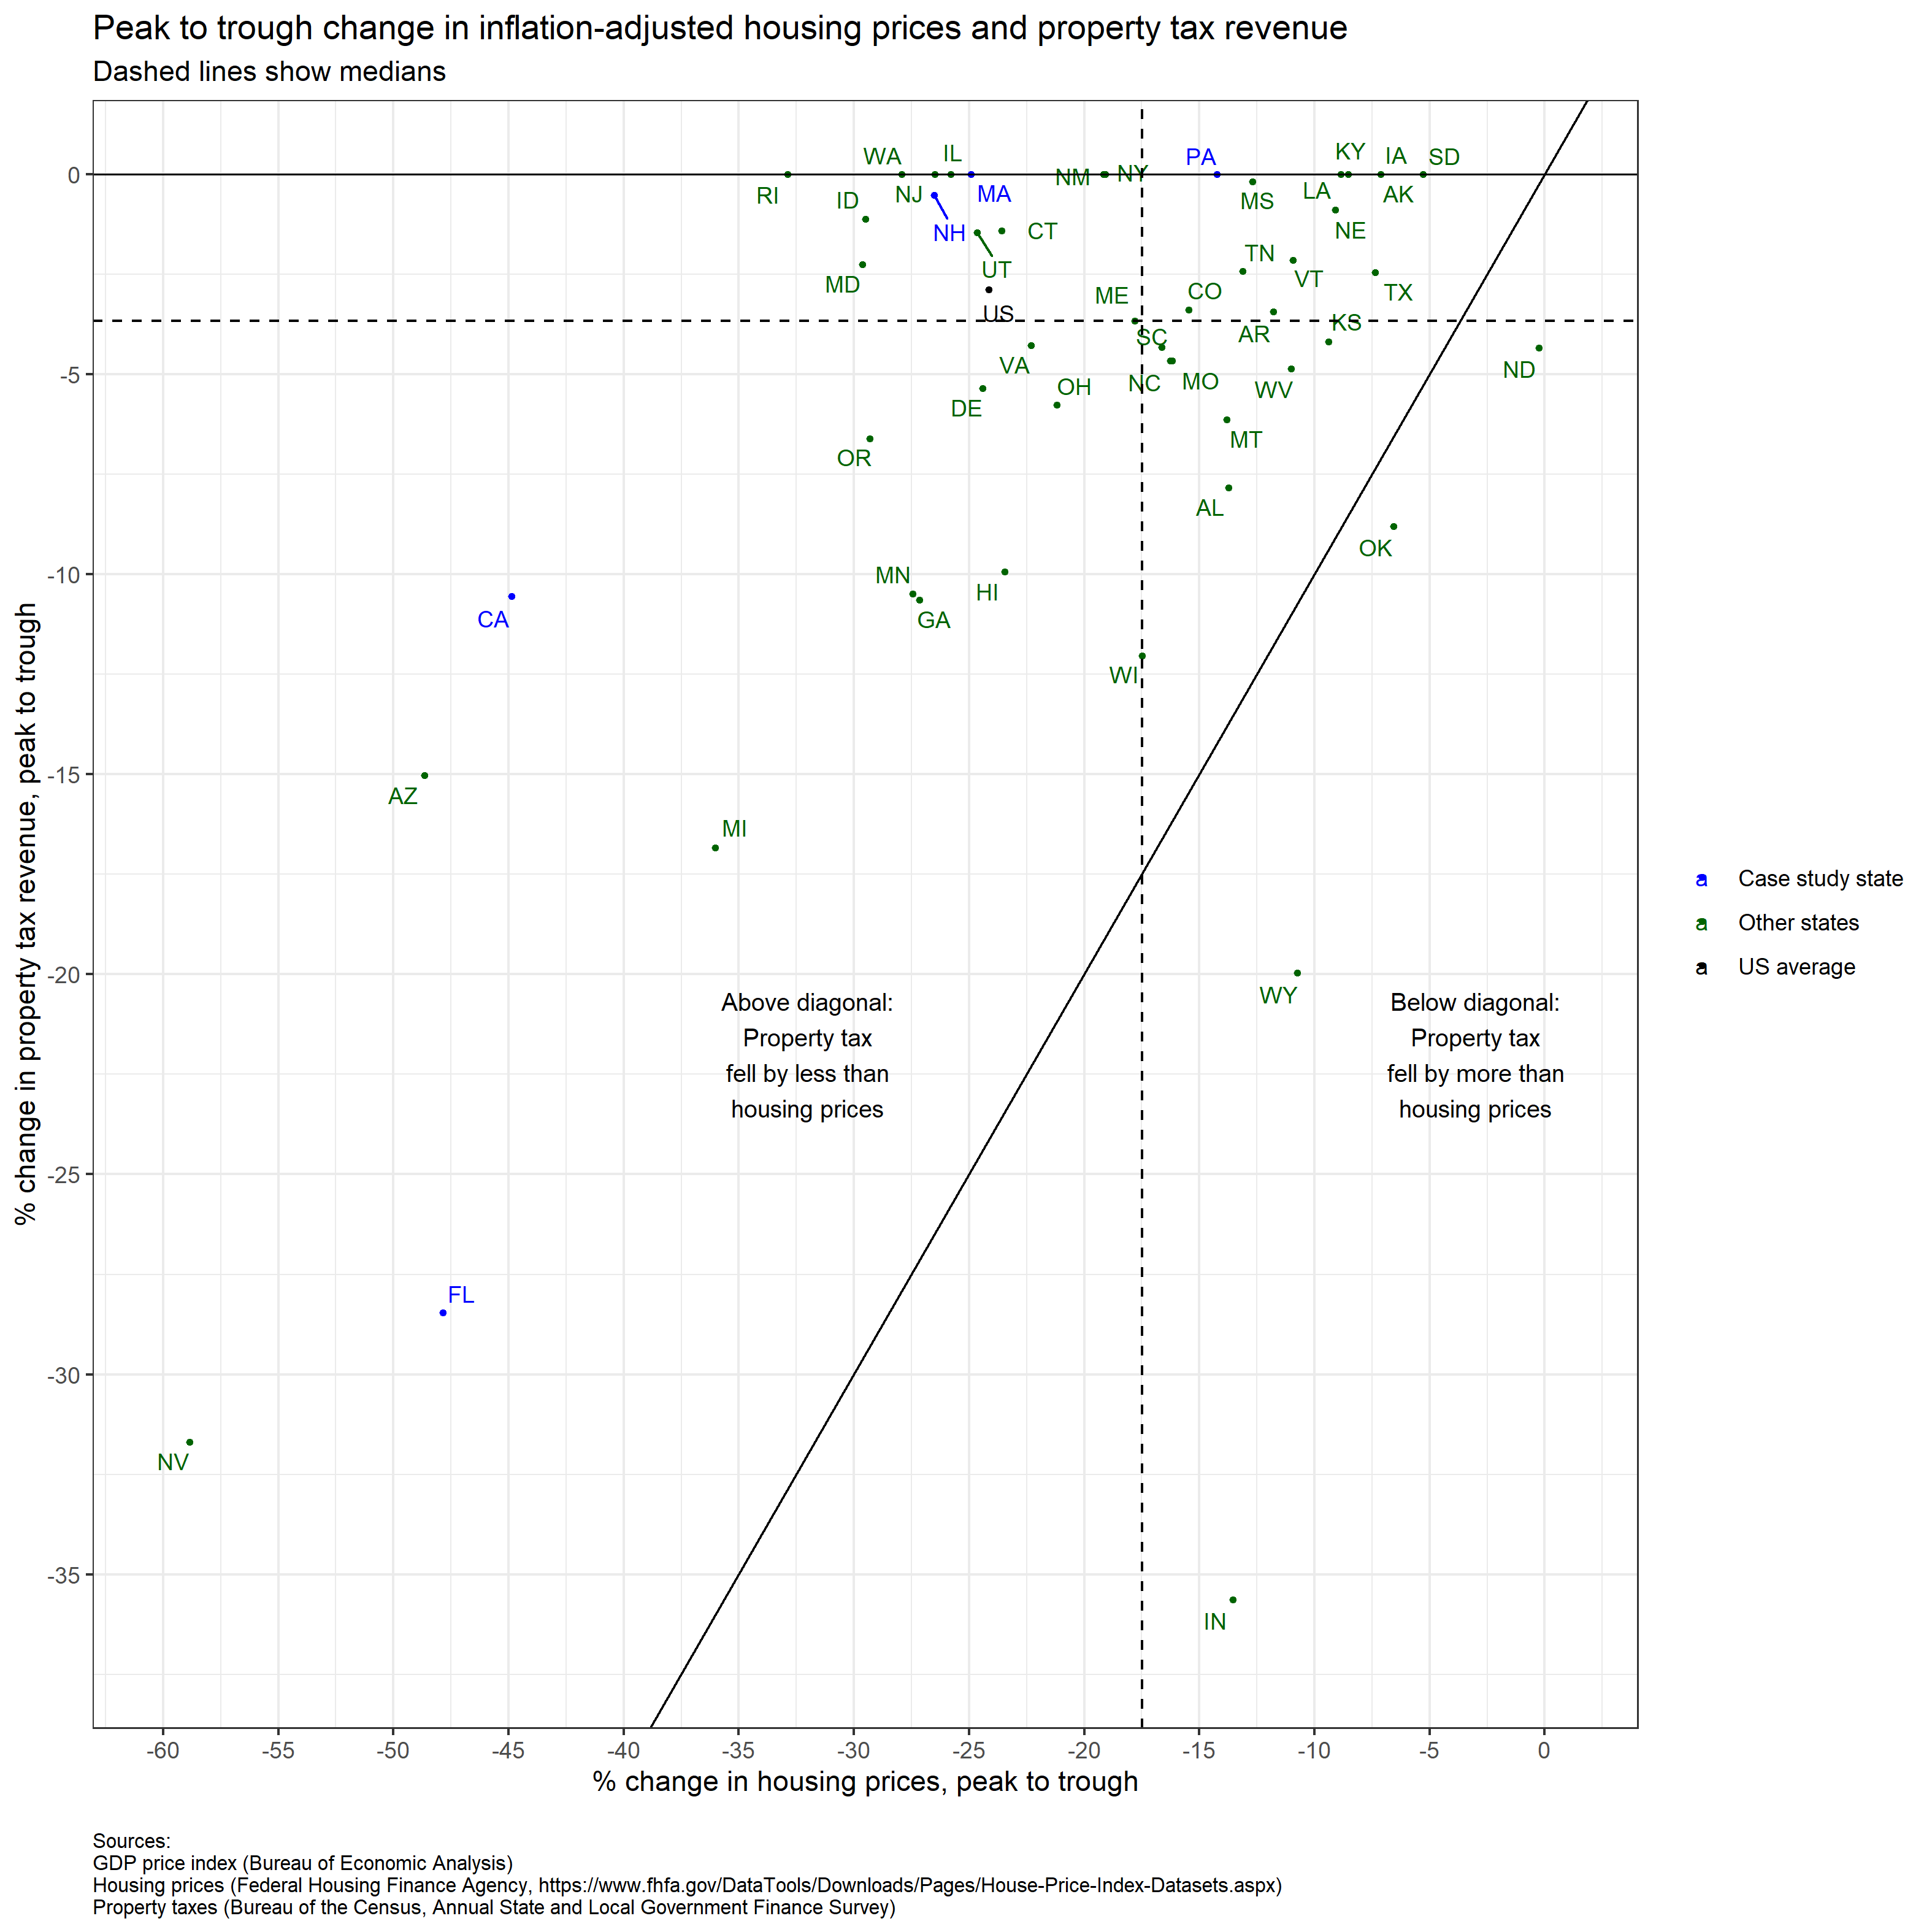 Peak to trough change in inflation-adjusted housing prices and property tax revenue
Dashed lines show medians
% change in property tax revenue, peak to trough
0
-5
-10
-15
-20
-25
-30
-35
WA
IL
NM
NY
PA
KY
IA
SD
RI
ID
NJ
MA
MS
LA
AK
NH
CT
NE
MD
UT
TN
VT
TX
US
ME
CO
SC
AR
KS
VA
ND
DE
OH
NC
MO
WV
OR
MT
AL
OK
MN
HI
CA
GA
WI
AZ
MI
WY
FL
NV
IN
Above diagonal:
Property tax
fell by less than
housing prices
Below diagonal:
Property tax
fell by more than
housing prices
a Case study state
a Other states
a US average
-60
-55
-50
-45
-40
-35
-30
-25
-20
-15
-10
-5
0
% change in housing prices, peak to trough
Sources:
GDP price index (Bureau of Economic Analysis)
Housing prices (Federal Housing Finance Agency, https://www.fhfa.gov/DataTools/Downloads/Pages/House-Price-Index-Datasets.aspx)
Property taxes (Bureau of the Census, Annual State and Local Government Finance Survey)